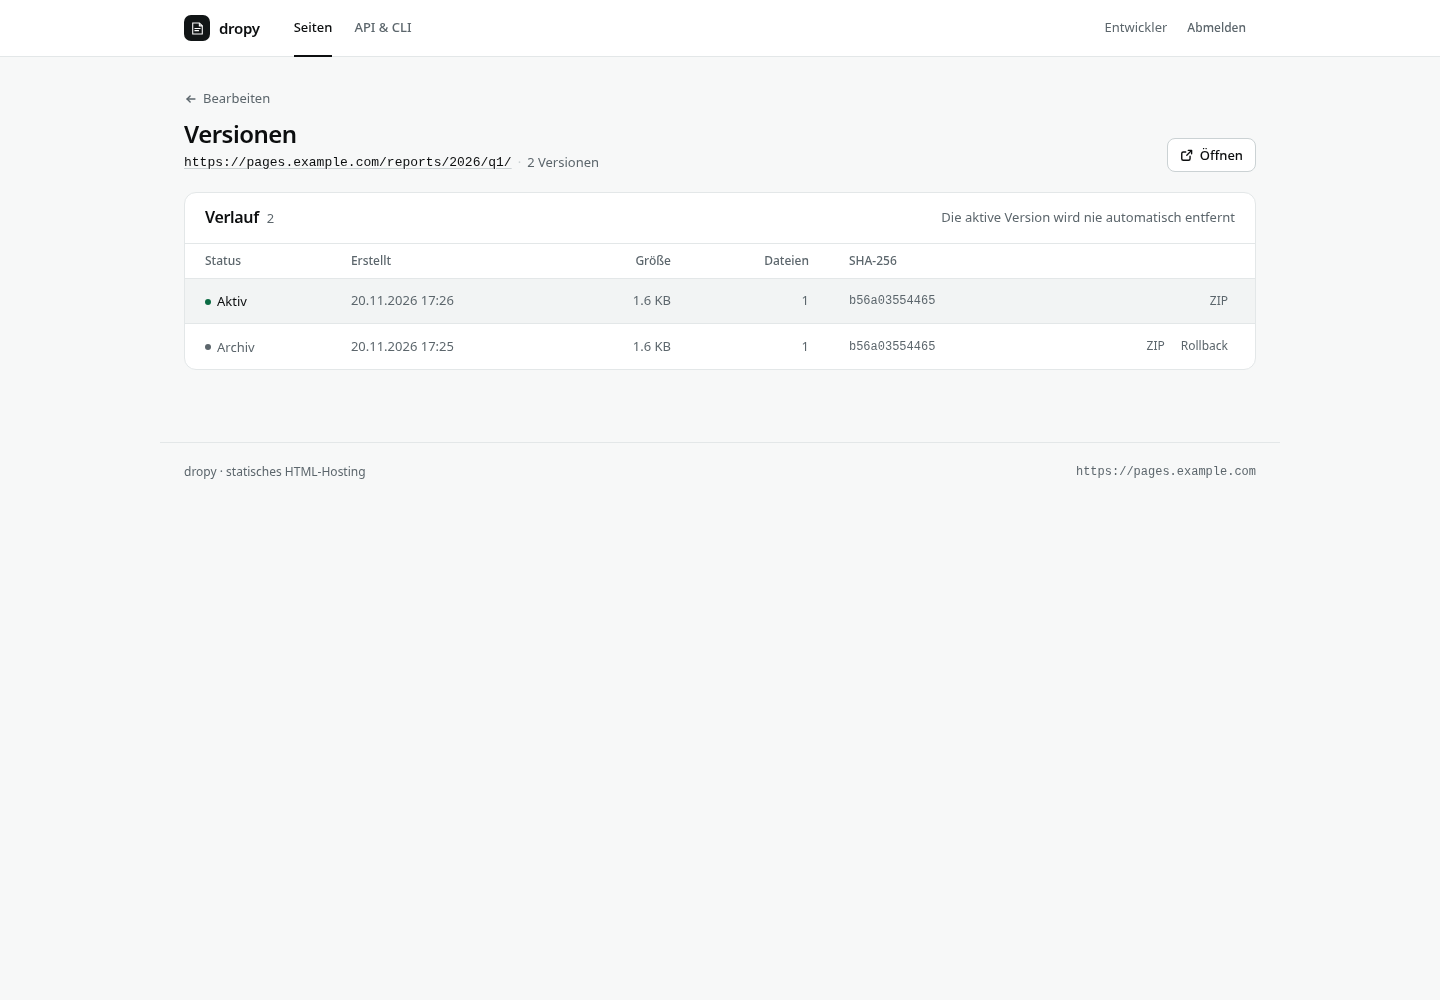 dropy Seiten API & CLI Entwickler Abmelden
← Bearbeiten
Versionen
https://pages.example.com/reports/2026/q1/ · 2 Versionen Öffnen
Verlauf 2 Die aktive Version wird nie automatisch entfernt
Status Erstellt Größe Dateien SHA-256
Aktiv 20.11.2026 17:26 1.6 KB 1 b56a03554465 ZIP
Archiv 20.11.2026 17:25 1.6 KB 1 b56a03554465 ZIP Rollback
dropy · statisches HTML-Hosting https://pages.example.com